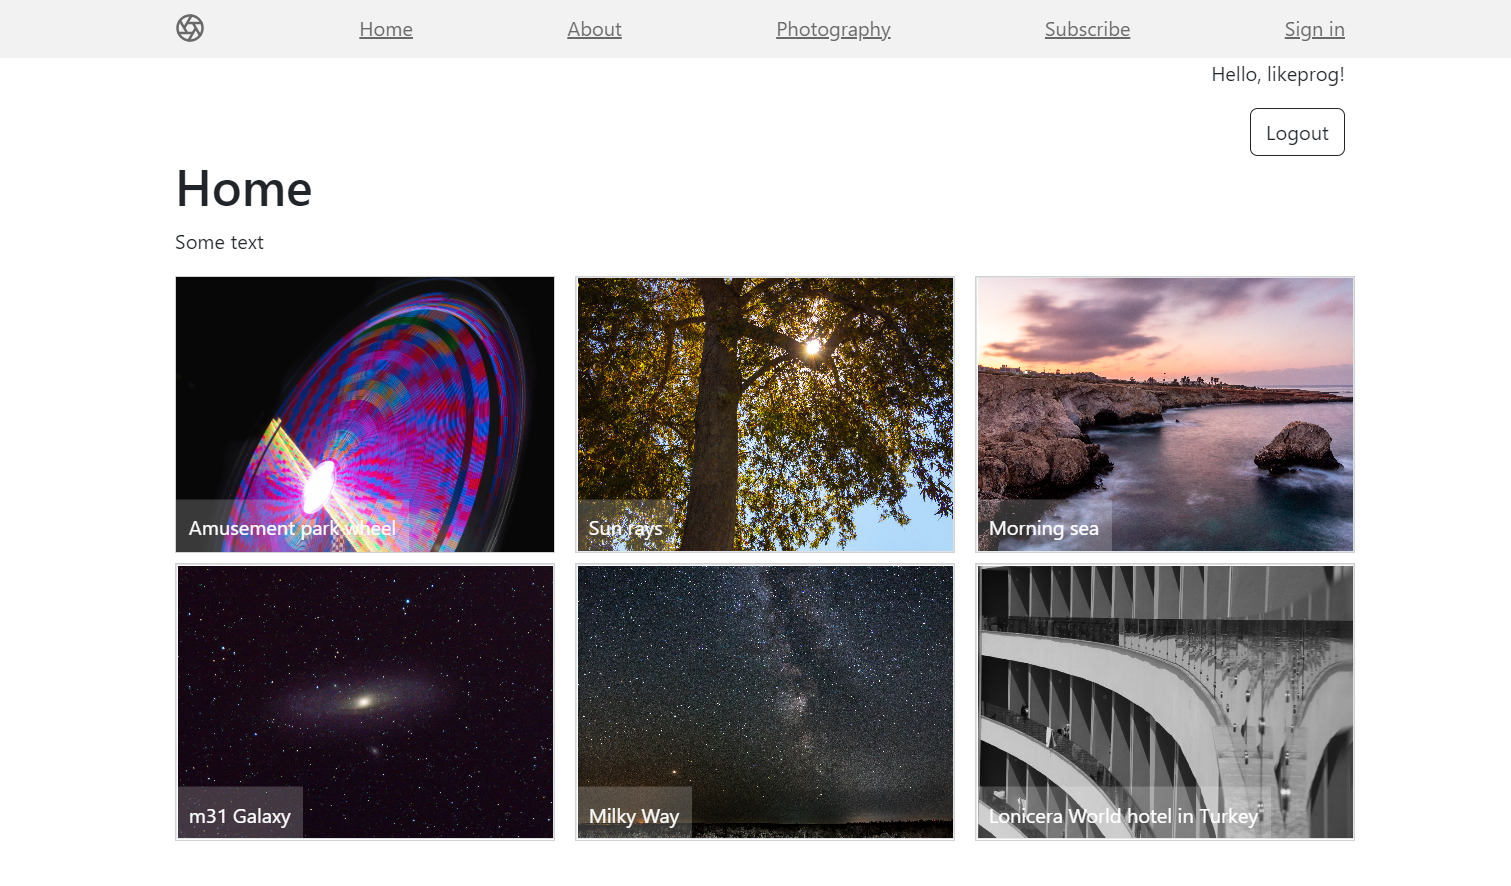 Home About Photography Subscribe Sign in
Hello, likeprog!
Logout
Home
Some text
Amusement park wheel
Sun rays
Morning sea
m31 Galaxy
Milky Way
Lonicera World hotel in Turkey